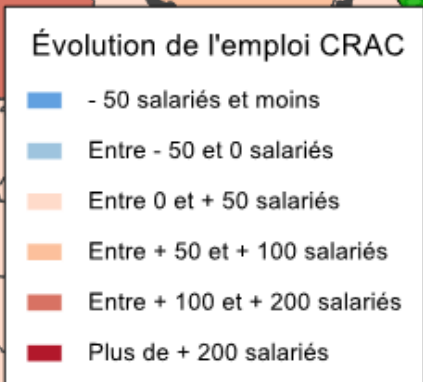 Évolution de l'emploi CRAC
- 50 salariés et moins
Entre - 50 et 0 salariés
Entre 0 et + 50 salariés
Entre + 50 et + 100 salariés
Entre + 100 et + 200 salariés
Plus de + 200 salariés